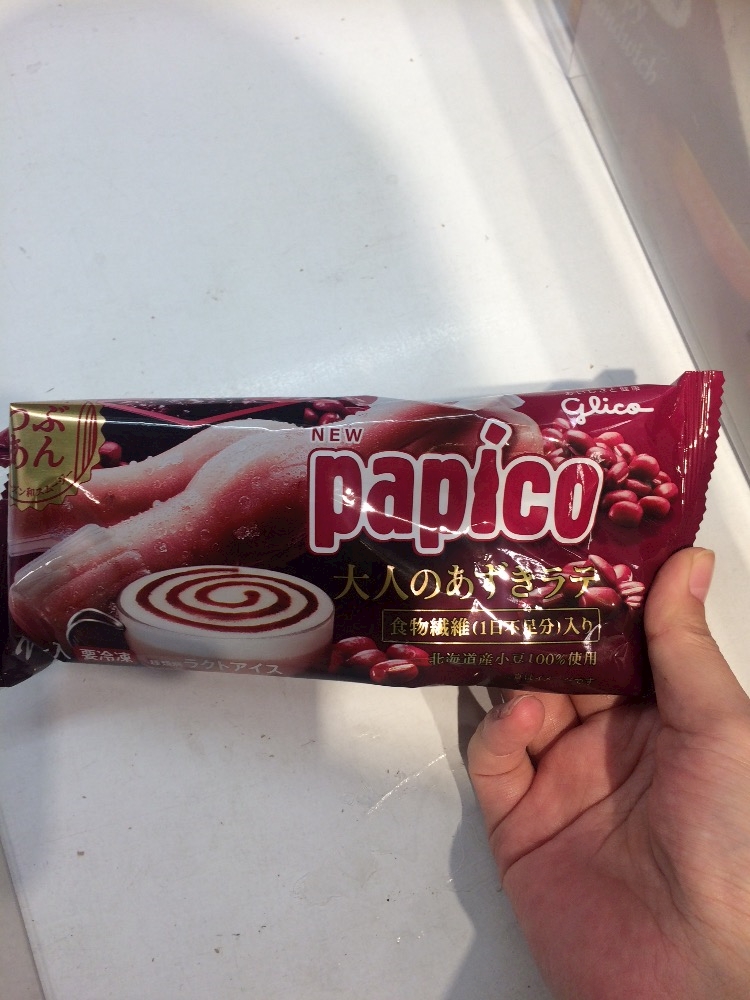 glico
つぶ
あん
NEW
papico
大人のあずきラテ
食物繊維(1日不足分)入り
北海道産小豆100%使用
要冷凍
ラクトアイス